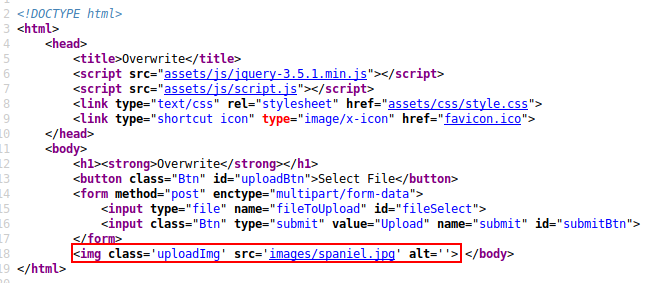 1
2 <!DOCTYPE html>
3 <html>
4 <head>
5 <title>Overwrite</title>
6 <script src="assets/js/jquery-3.5.1.min.js"></script>
7 <script src="assets/js/script.js"></script>
8 <link type="text/css" rel="stylesheet" href="assets/css/style.css">
9 <link type="shortcut icon" type="image/x-icon" href="favicon.ico">
10 </head>
11 <body>
12 <h1><strong>Overwrite</strong></h1>
13 <button class="Btn" id="uploadBtn">Select File</button>
14 <form method="post" enctype="multipart/form-data">
15 <input type="file" name="fileToUpload" id="fileSelect">
16 <input class="Btn" type="submit" value="Upload" name="submit" id="submitBtn">
17 </form>
18 <img class='uploadImg' src='images/spaniel.jpg' alt=''> </body>
19 </html>